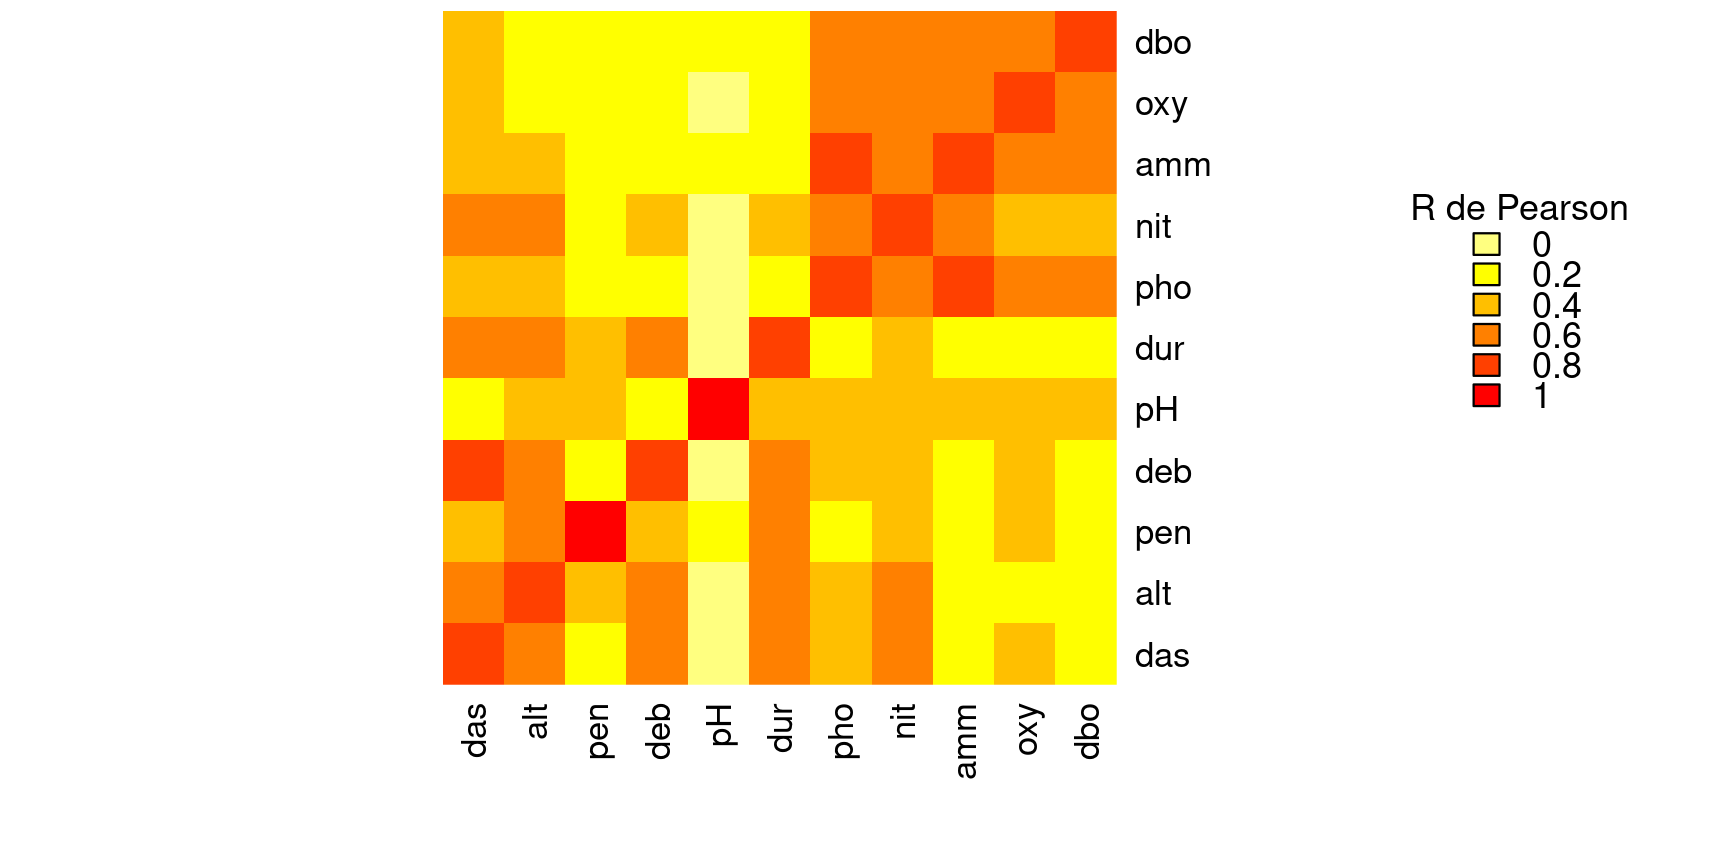 dbo
oxy
amm
nit
pho
dur
pH
deb
pen
alt
das
das alt pen deb pH dur pho nit amm oxy dbo
R de Pearson
0
0.2
0.4
0.6
0.8
1